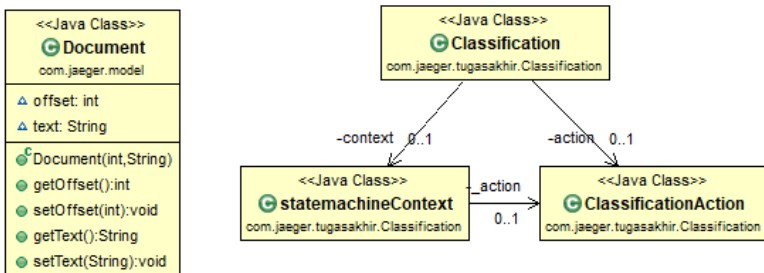 <<Java Class>>
Document
com.jaeger.model
offset: int
text: String
Document(int,String)
getOffset():int
setOffset(int):void
getText():String
setText(String):void
<<Java Class>>
Classification
com.jaeger.tugasakhir.Classification
-context 0..1
-action 0..1
<<Java Class>>
statemachineContext
com.jaeger.tugasakhir.Classification
-_action
0..1
<<Java Class>>
ClassificationAction
com.jaeger.tugasakhir.Classification